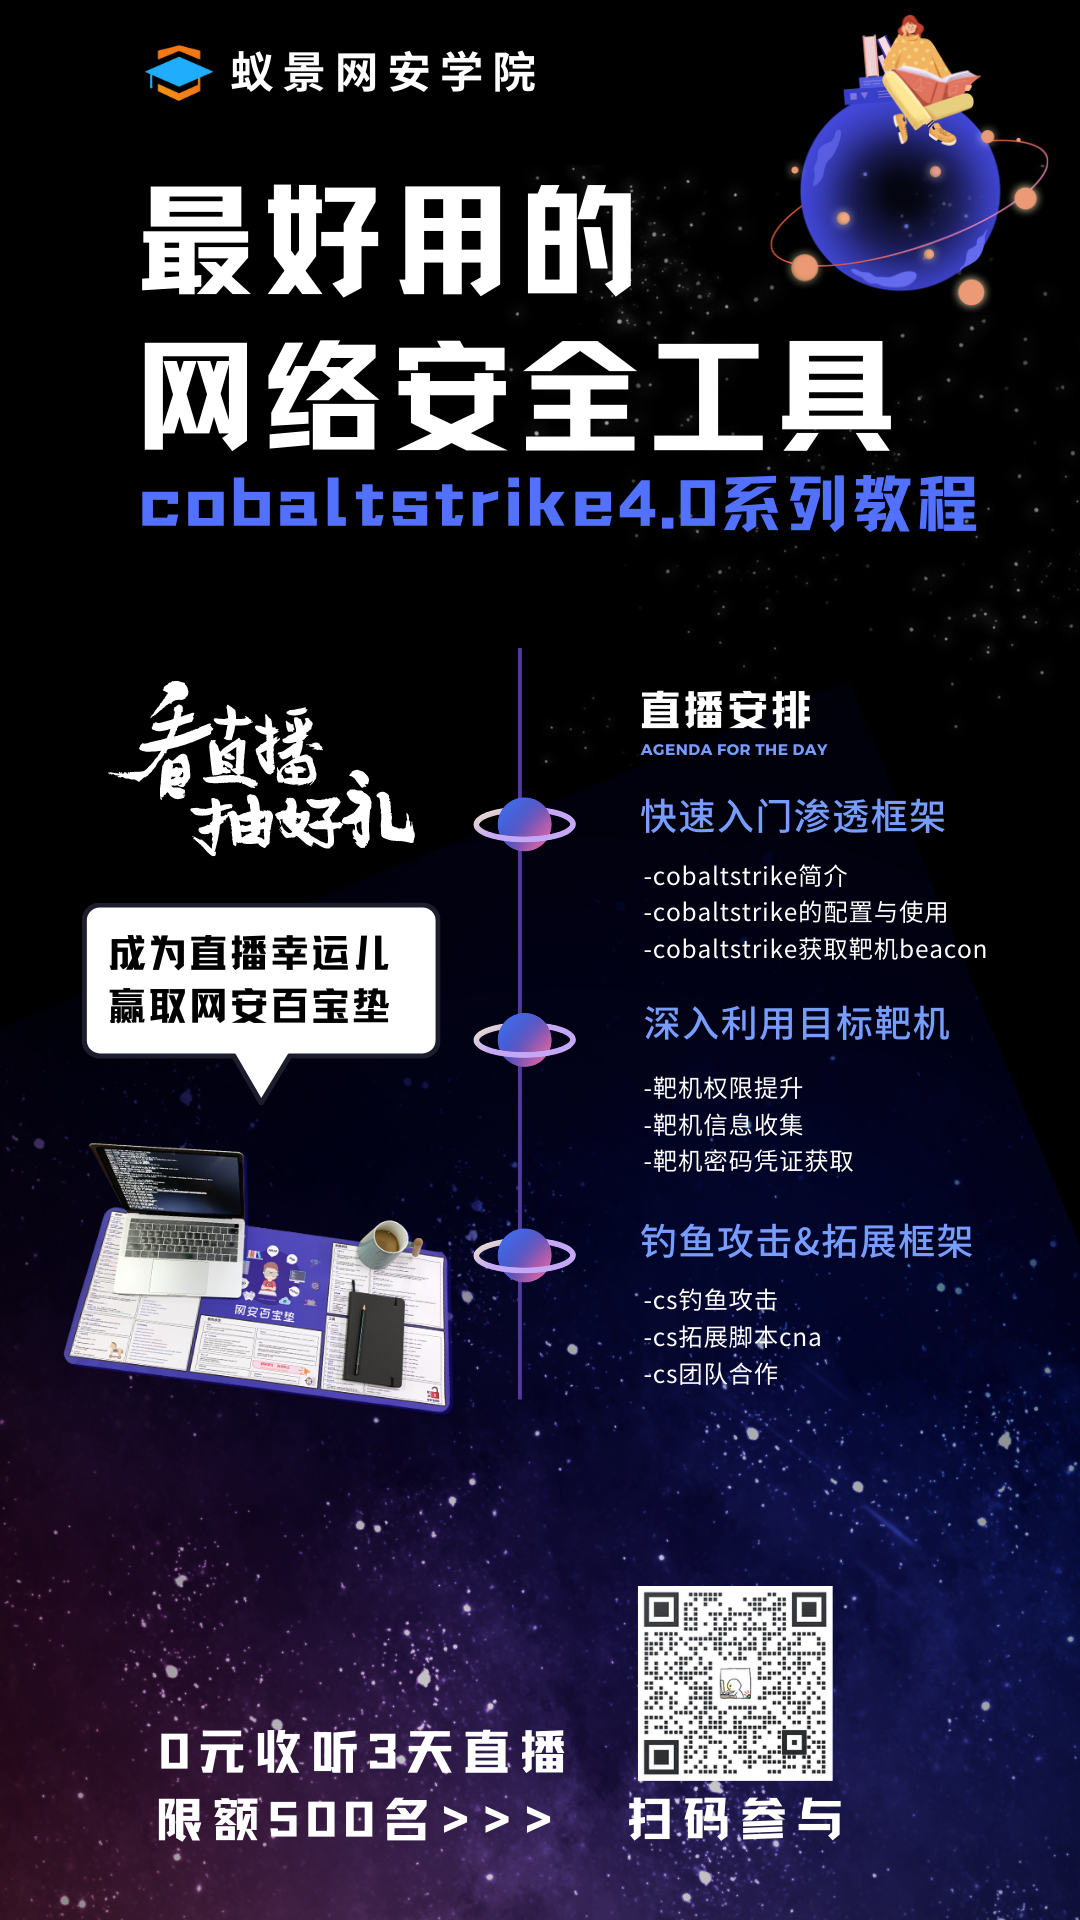 蚁景网安学院
最好用的
网络安全工具
cobaltstrike4.0系列教程
看直播
抽好礼
成为直播幸运儿
赢取网安百宝垫
网安百宝垫
直播安排
AGENDA FOR THE DAY
快速入门渗透框架
-cobaltstrike简介
-cobaltstrike的配置与使用
-cobaltstrike获取靶机beacon
深入利用目标靶机
-靶机权限提升
-靶机信息收集
-靶机密码凭证获取
钓鱼攻击&拓展框架
-cs钓鱼攻击
-cs拓展脚本cna
-cs团队合作
0元收听3天直播
限额500名>>>
扫码参与